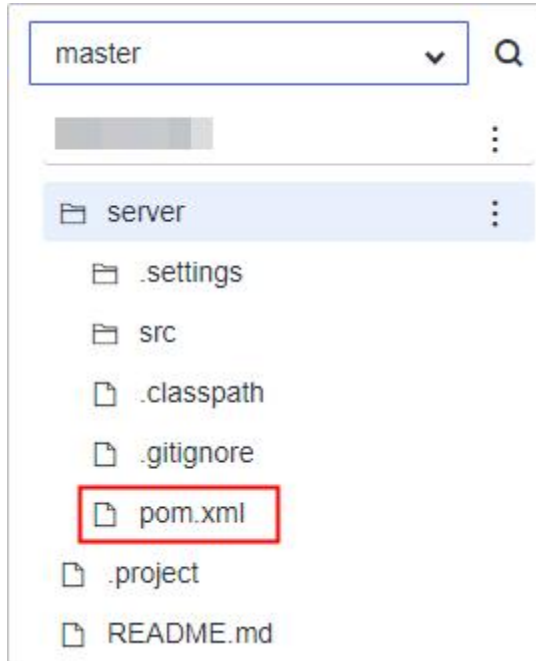 master
server
.settings
src
.classpath
.gitignore
pom.xml
.project
README.md